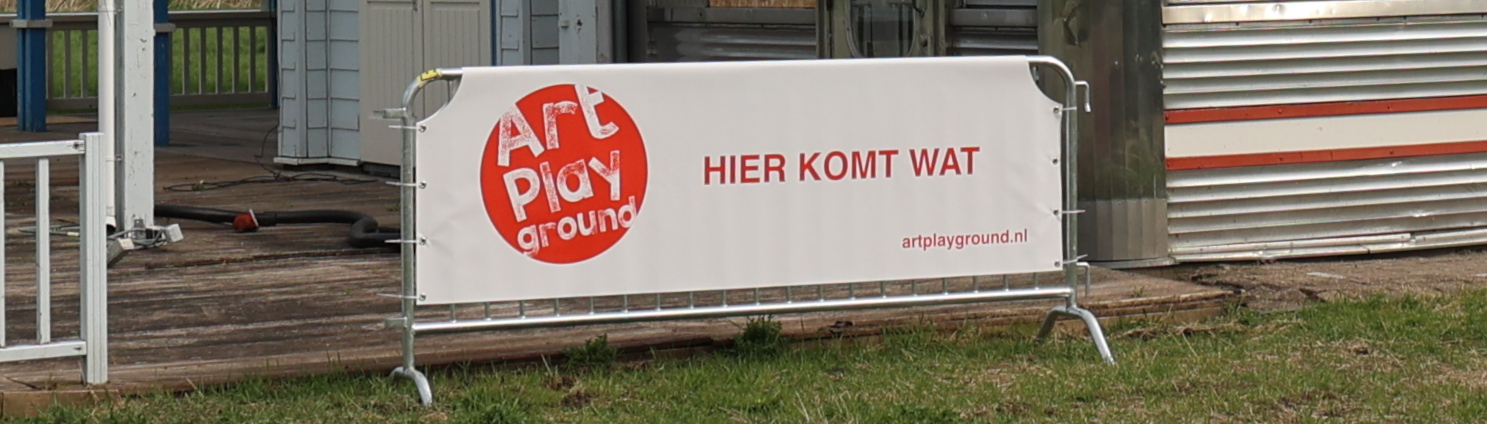 Art
Play
ground
HIER KOMT WAT
artplayground.nl